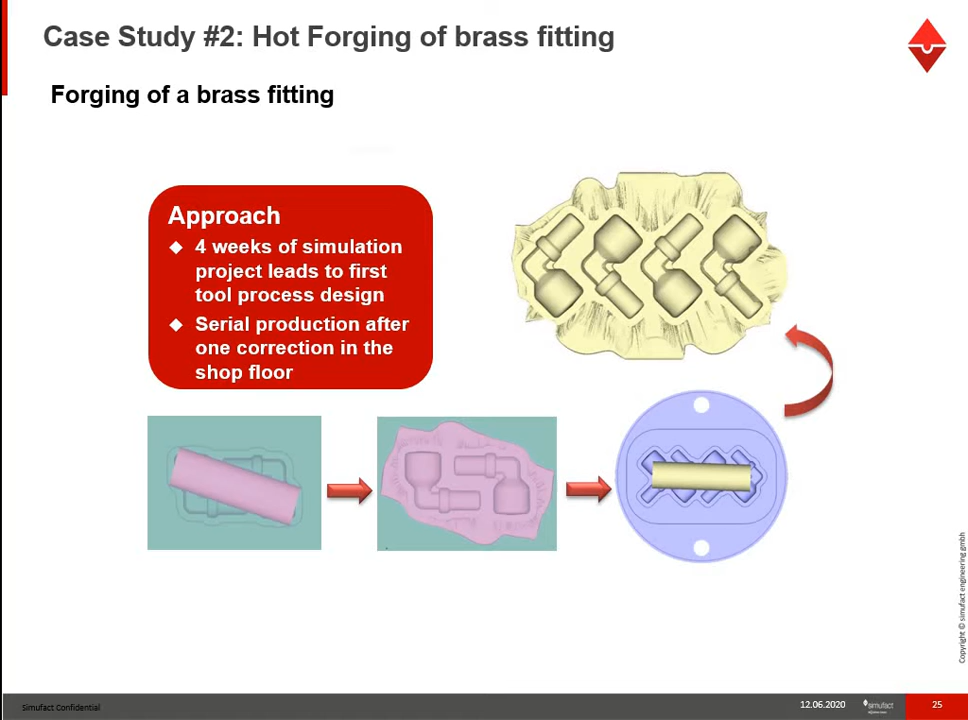 Case Study #2: Hot Forging of brass fitting
Forging of a brass fitting
Approach
4 weeks of simulation
project leads to first
tool process design
Serial production after
one correction in the
shop floor
Copyright © simufact engineering gmbh
Simufact Confidential
12.06.2020
simufact
25